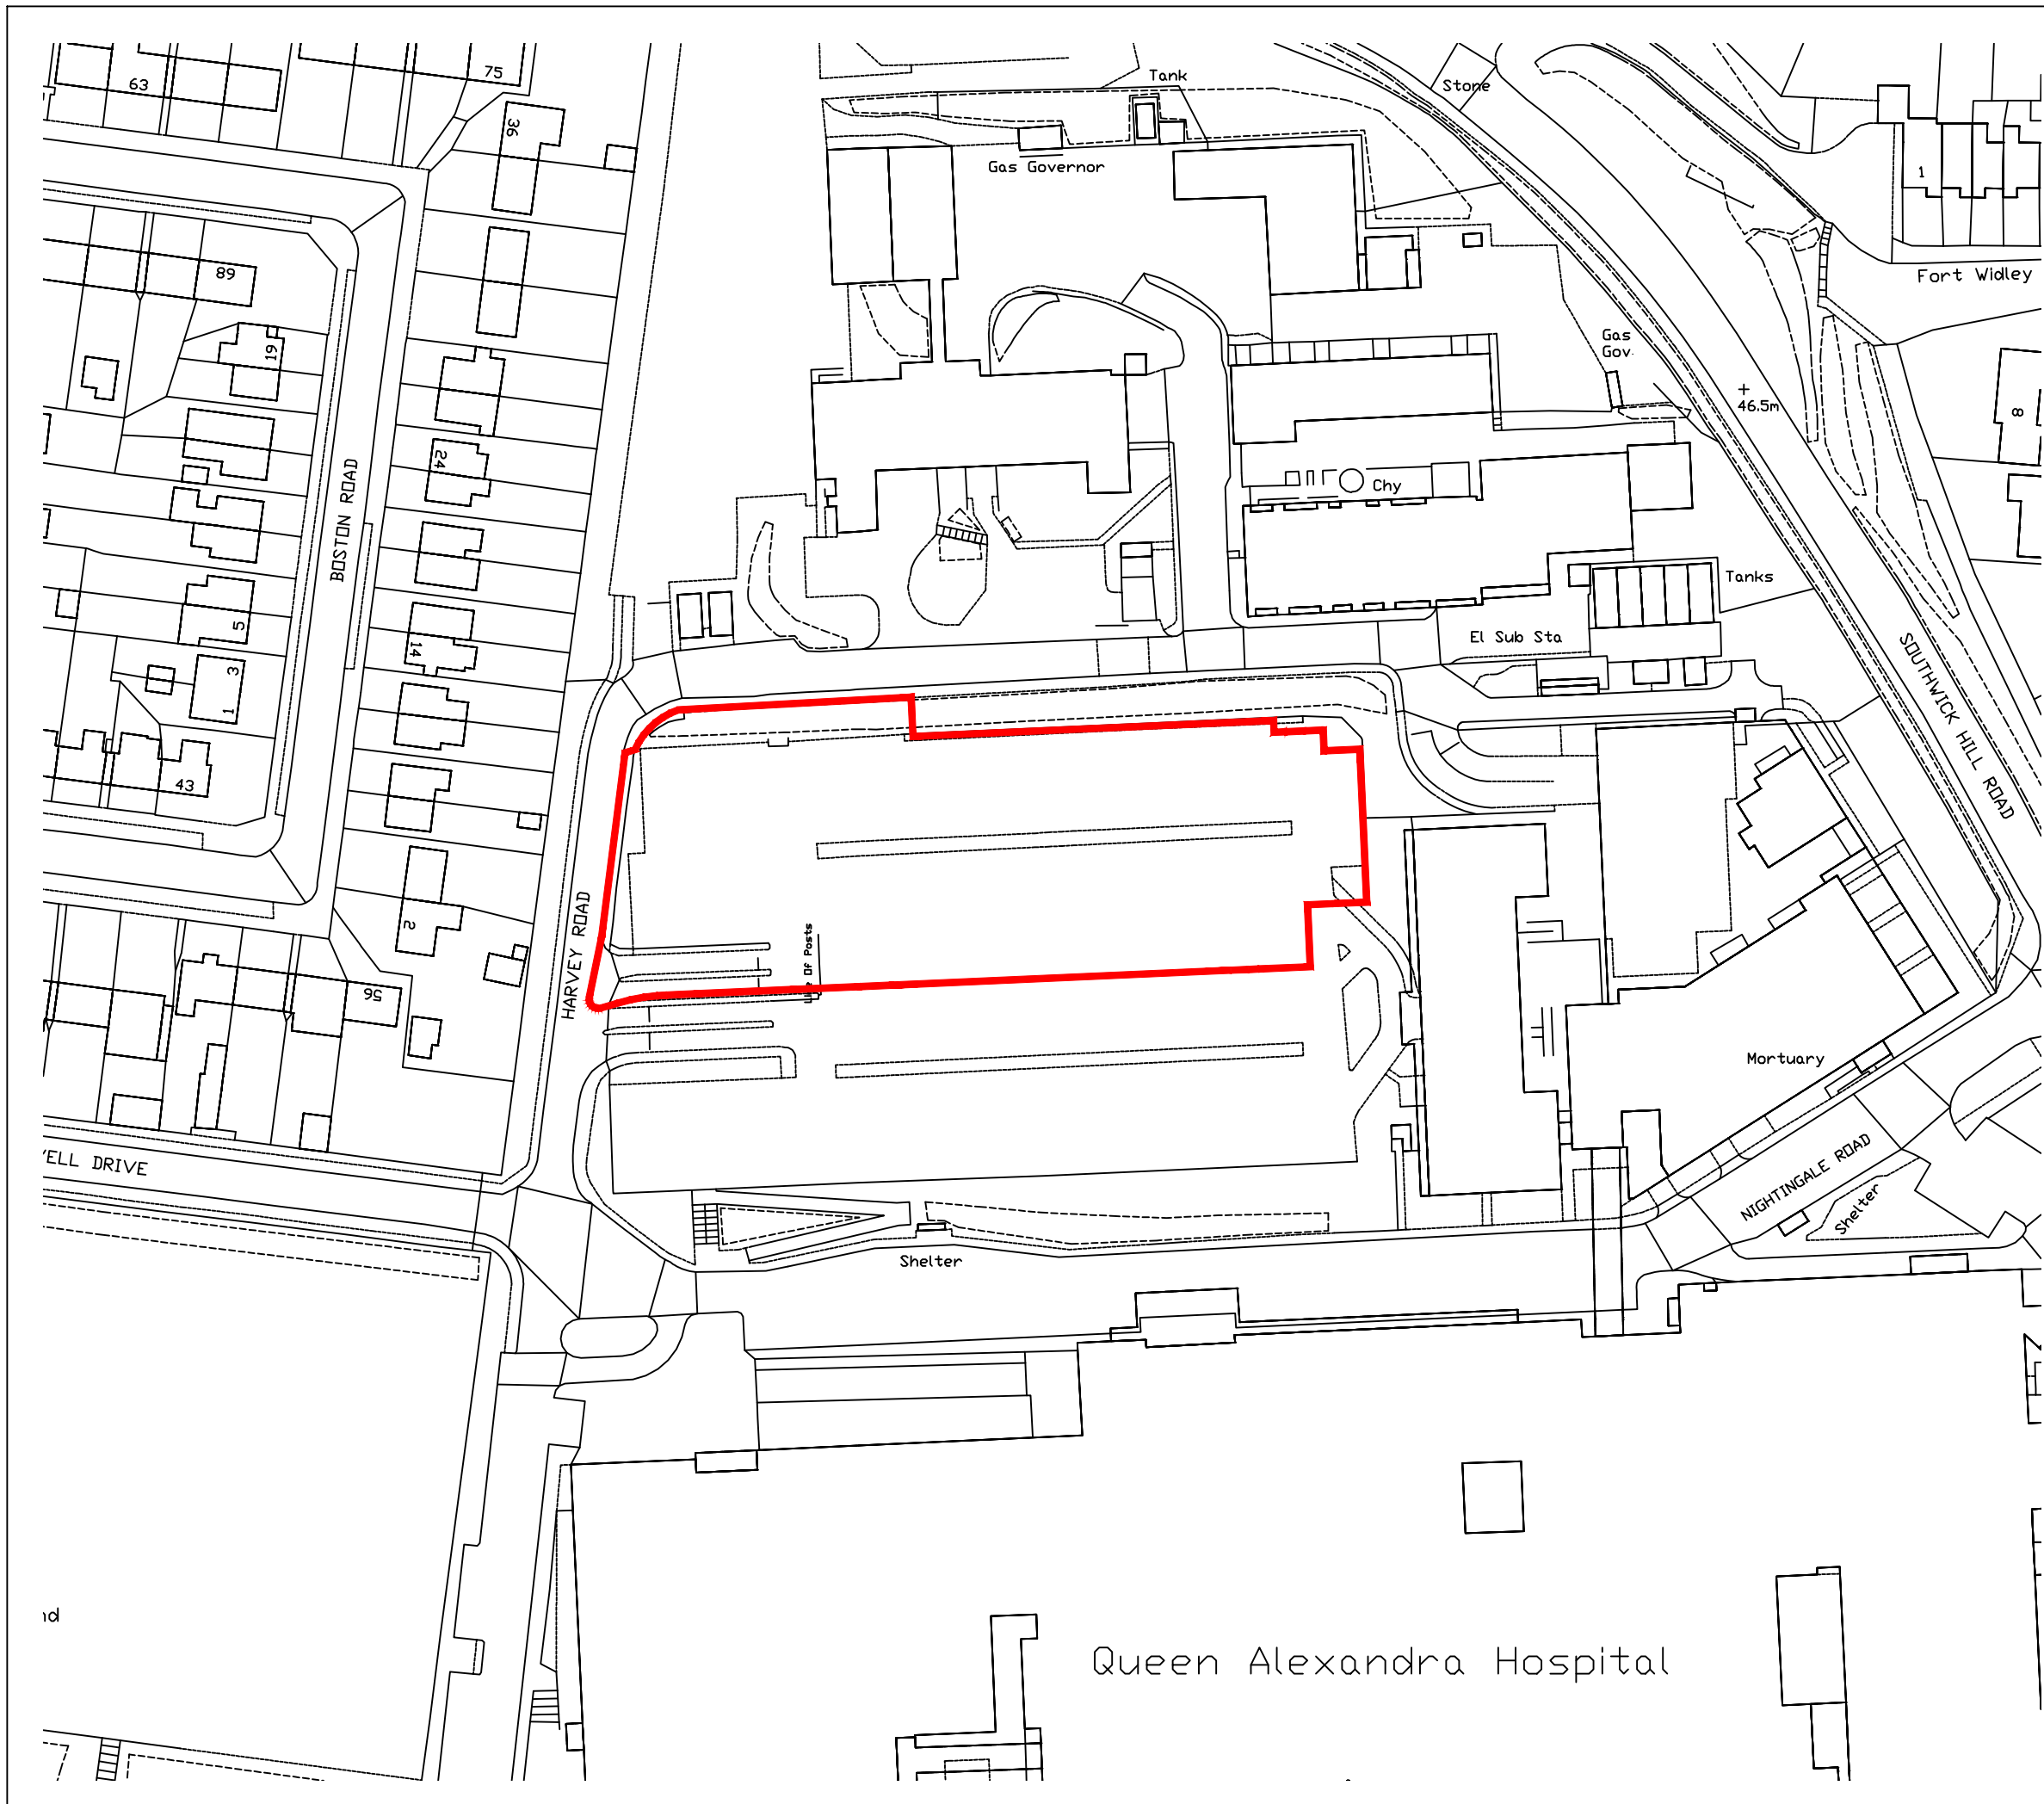 75
63
Tank
Stone
36
Gas Governor
1
89
Fort Widley
19
Gas
Gov.
46.5m
8
24
Chy
BOSTON ROAD
Tanks
5
El Sub Sta
14
3
1
SOUTHWICK HILL ROAD
43
2
HARVEY ROAD
Of Posts
56
Mortuary
NIGHTINGALE ROAD
Shelter
DRIVE
Shelter
Queen Alexandra Hospital